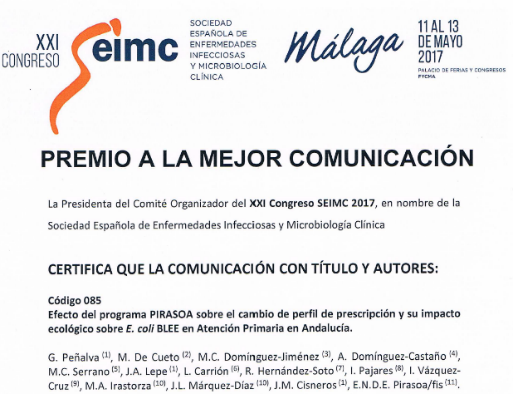 XXI
CONGRESO
seimc
SOCIEDAD
ESPAÑOLA DE
ENFERMEDADES
INFECCIOSAS
Y MICROBIOLOGÍA
CLÍNICA
Málaga
11 AL 13
DE MAYO
2017
PALACIO DE FERIAS Y CONGRESOS
FYCMA
PREMIO A LA MEJOR COMUNICACIÓN
La Presidenta del Comité Organizador del XXI Congreso SEIMC 2017, en nombre de la
Sociedad Española de Enfermedades Infecciosas y Microbiología Clínica
CERTIFICA QUE LA COMUNICACIÓN CON TÍTULO Y AUTORES:
Código 085
Efecto del programa PIRASOA sobre el cambio de perfil de prescripción y su impacto
ecológico sobre E. coli BLEE en Atención Primaria en Andalucía.
G. Peñalva (1), M. De Cueto (2), M.C. Domínguez-Jiménez (3), A. Domínguez-Castaño (4),
M.C. Serrano (5), J.A. Lepe (1), L. Carrión (6), R. Hernández-Soto (7), I. Pajares (8), I. Vázquez-
Cruz (9), M.A. Irastorza (10), J.L. Márquez-Díaz (10), J.M. Cisneros (1), E.N.D.E. Pirasoa/fis (11).